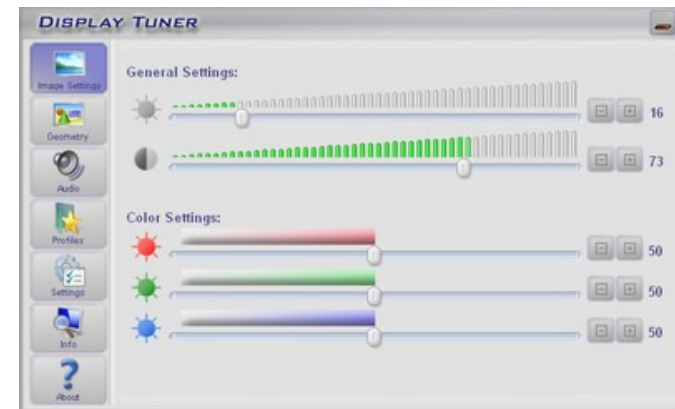 DISPLAY TUNER
Image Settings
Geometry
Audio
Profiles
Settings
Info
About
General Settings:
16
73
Color Settings:
50
50
50